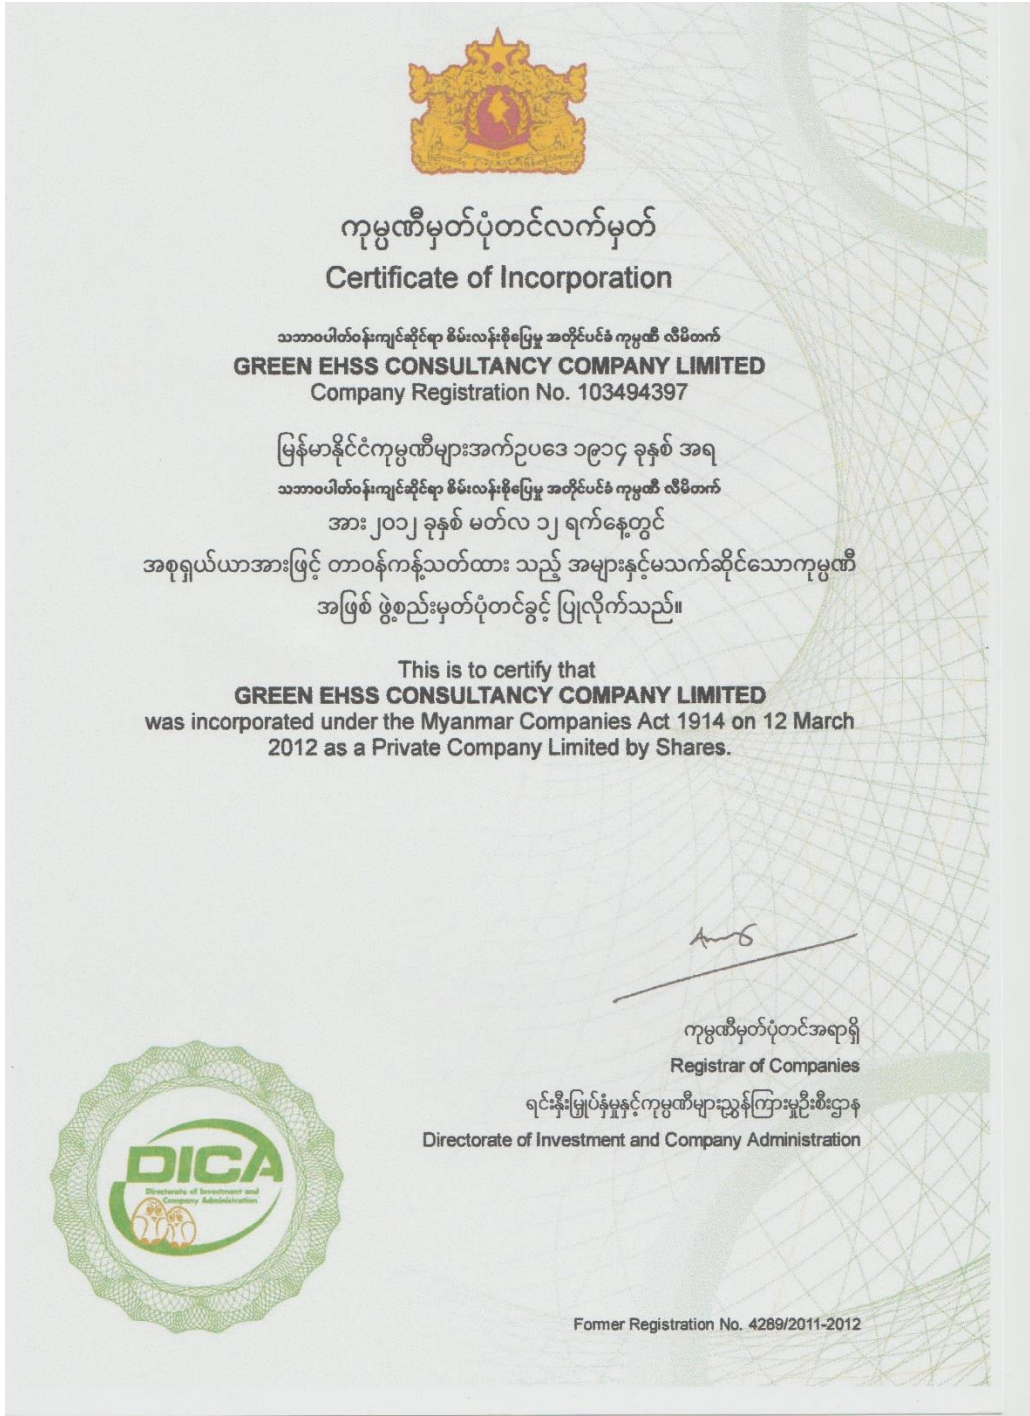 ကုမ္ပဏီမှတ်ပုံတင်လက်မှတ်
Certificate of Incorporation
သဘာဝပါတ်ဝန်းကျင်ဆိုင်ရာ စိမ်းလန်းစိုပြေမှု အတိုင်ပင်ခံ ကုမ္ပဏီ လီမိတက်
GREEN EHSS CONSULTANCY COMPANY LIMITED
Company Registration No. 103494397
မြန်မာနိုင်ငံကုမ္ပဏီများအက်ဥပဒေ ၁၉၁၄ ခုနှစ် အရ
သဘာဝပါတ်ဝန်းကျင်ဆိုင်ရာ စိမ်းလန်းစိုပြေမှု အတိုင်ပင်ခံ ကုမ္ပဏီ လီမိတက်
အား ၂၀၁၂ ခုနှစ် မတ်လ ၁၂ ရက်နေ့တွင်
အစုရှယ်ယာအားဖြင့် တာဝန်ကန့်သတ်ထား သည့် အများနှင့်မသက်ဆိုင်သောကုမ္ပဏီ
အဖြစ် ဖွဲ့စည်းမှတ်ပုံတင်ခွင့် ပြုလိုက်သည်။
This is to certify that
GREEN EHSS CONSULTANCY COMPANY LIMITED
was incorporated under the Myanmar Companies Act 1914 on 12 March
2012 as a Private Company Limited by Shares.
ကုမ္ပဏီမှတ်ပုံတင်အရာရှိ
Registrar of Companies
ရင်းနှီးမြှုပ်နှံမှုနှင့်ကုမ္ပဏီများညွှန်ကြားမှုဦးစီးဌာန
Directorate of Investment and Company Administration
DICA
Directorate of Investment and
Company Administration
Former Registration No. 4289/2011-2012